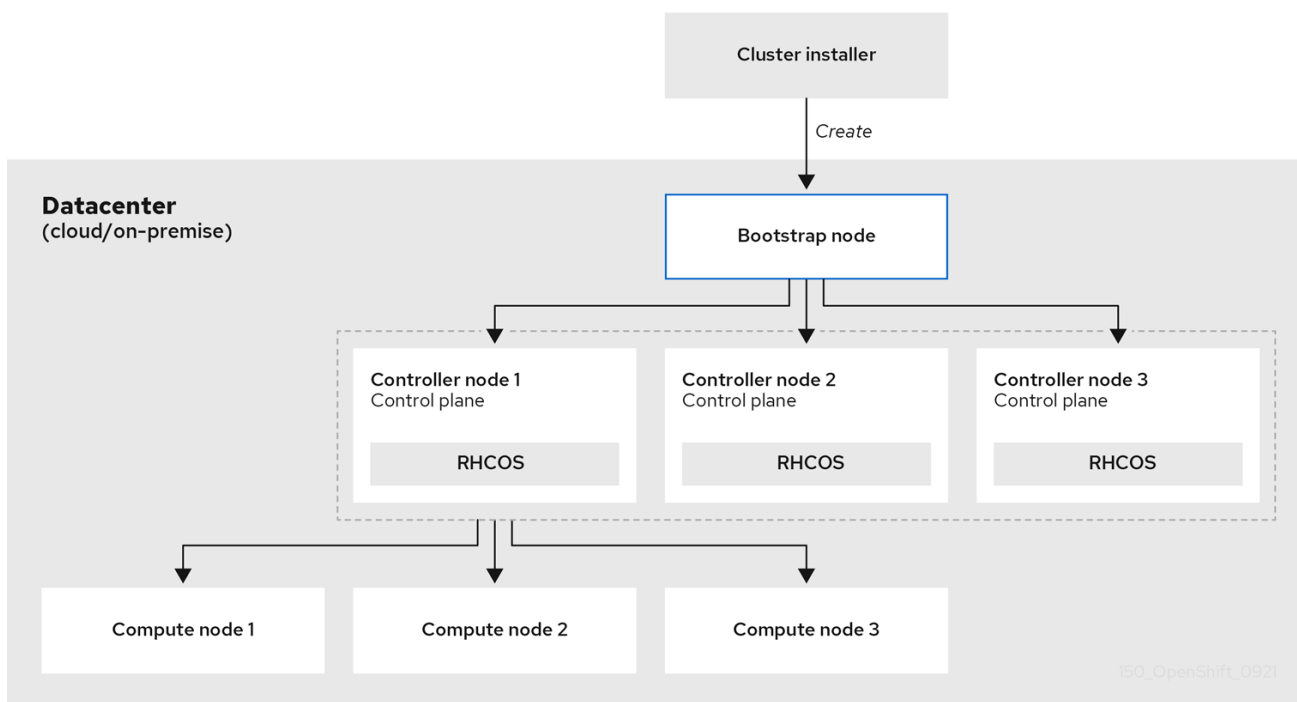 Cluster installer
Create
Datacenter
(cloud/on-premise)
Bootstrap node
Controller node 1
Control plane
RHCOS
Controller node 2
Control plane
RHCOS
Controller node 3
Control plane
RHCOS
Compute node 1
Compute node 2
Compute node 3
150_OpenShift_0921